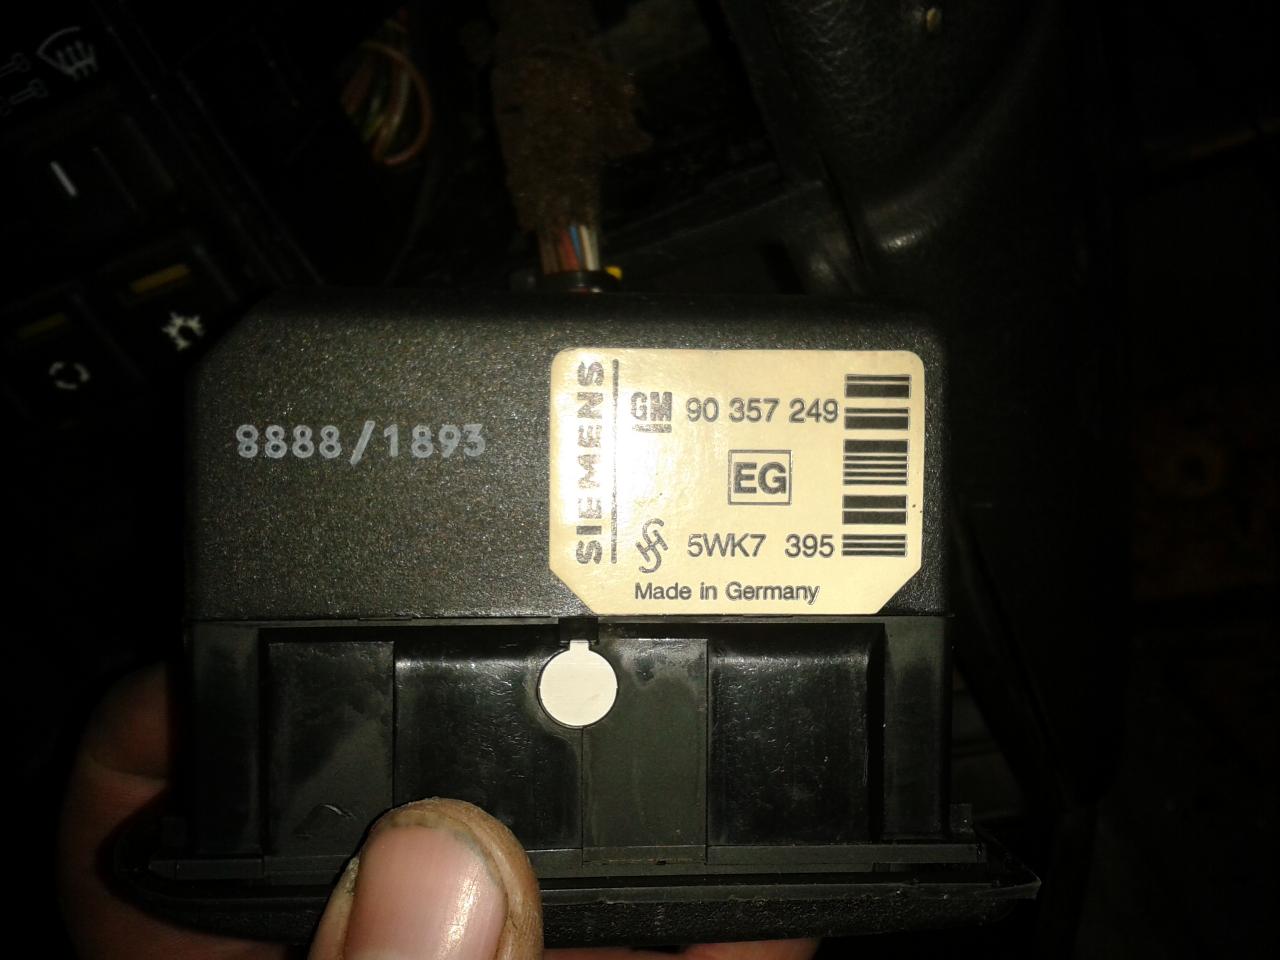 8888/1893
SIEMENS
GM 90 357 249
EG
5WK7 395
Made in Germany